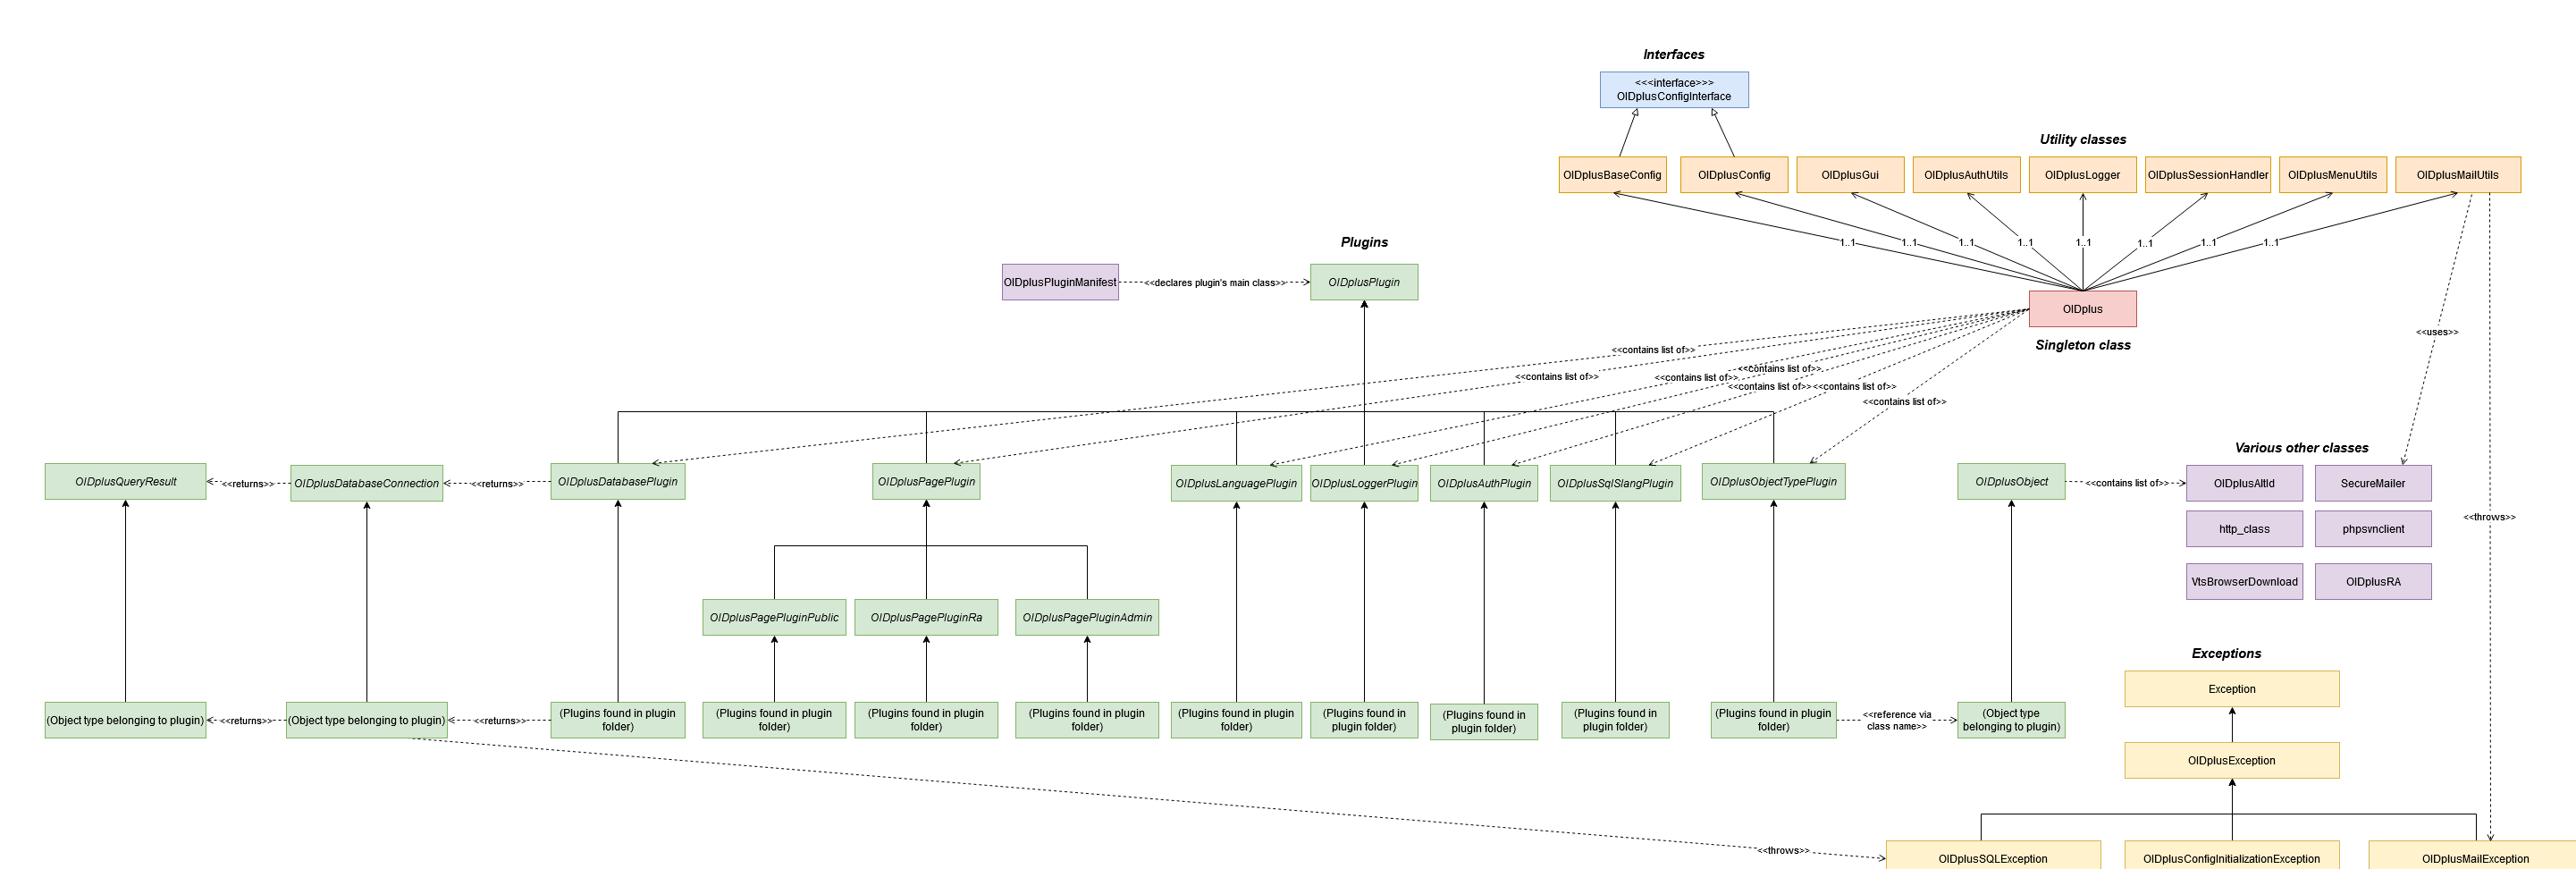 Interfaces
<<<interface>>>
OIDplusConfigInterface
Utility classes
OIDplusBaseConfig
OIDplusConfig
OIDplusGui
OIDplusAuthUtils
OIDplusLogger
OIDplusSessionHandler
OIDplusMenuUtils
OIDplusMailUtils
1..1
1..1
1..1
1..1
1..1
1..1
1..1
1..1
Plugins
OIDplusPluginManifest
<<declares plugin's main class>>
OIDplusPlugin
OIDplus
Singleton class
<<uses>>
<<contains list of>>
<<contains list of>>
<<contains list of>>
<<contains list of>>
<<contains list of>>
<<contains list of>>
<<contains list of>>
Various other classes
OIDplusQueryResult
<<returns>>
OIDplusDatabaseConnection
<<returns>>
OIDplusDatabasePlugin
OIDplusPagePlugin
OIDplusLanguagePlugin
OIDplusLoggerPlugin
OIDplusAuthPlugin
OIDplusSqlSlangPlugin
OIDplusObjectTypePlugin
OIDplusObject
<<contains list of>>
OIDplusAltId
SecureMailer
http_class
phpsvnclient
<<throws>>
VtsBrowserDownload
OIDplusRA
OIDplusPagePluginPublic
OIDplusPagePluginRa
OIDplusPagePluginAdmin
Exceptions
Exception
(Object type belonging to plugin)
<<returns>>
(Object type belonging to plugin)
<<returns>>
(Plugins found in plugin
folder)
(Plugins found in plugin
folder)
(Plugins found in plugin
folder)
(Plugins found in plugin
folder)
(Plugins found in plugin
folder)
(Plugins found in
plugin folder)
(Plugins found in
plugin folder)
(Plugins found in
plugin folder)
(Plugins found in plugin
folder)
<<reference via
class name>>
(Object type
belonging to plugin)
OIDplusException
<<throws>>
OIDplusSQLException
OIDplusConfigInitializationException
OIDplusMailException